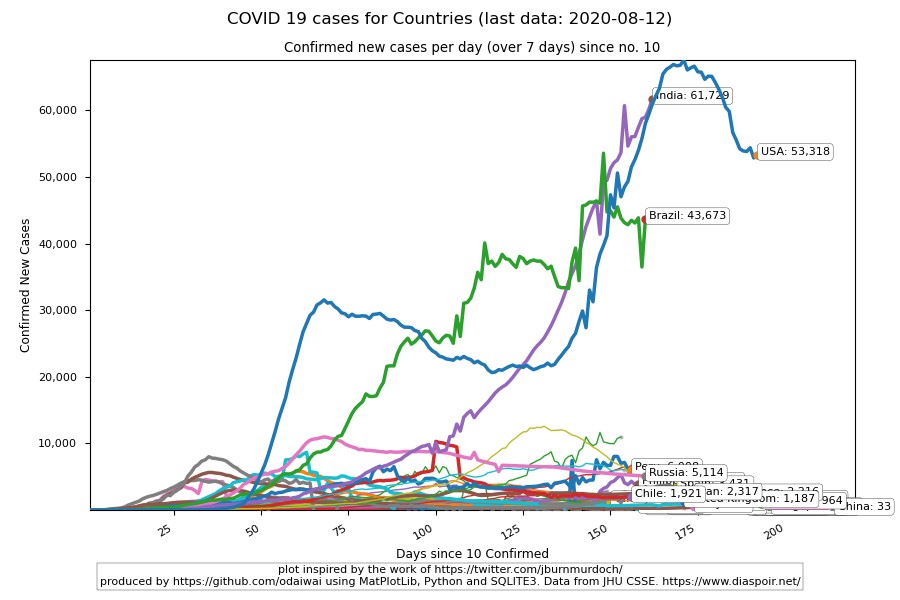 COVID 19 cases for Countries (last data: 2020-08-12)
Confirmed new cases per day (over 7 days) since no. 10
60,000
50,000
40,000
30,000
20,000
10,000
Confirmed New Cases
India: 61,729
USA: 53,318
Brazil: 43,673
Russia: 5,114
Chile: 1,921
2,317
1,187
China: 33
25
50
75
100
125
150
175
200
Days since 10 Confirmed
plot inspired by the work of https://twitter.com/jburnmurdoch/
produced by https://github.com/odaiwai using MatPlotLib, Python and SQLITE3. Data from JHU CSSE. https://www.diaspoir.net/